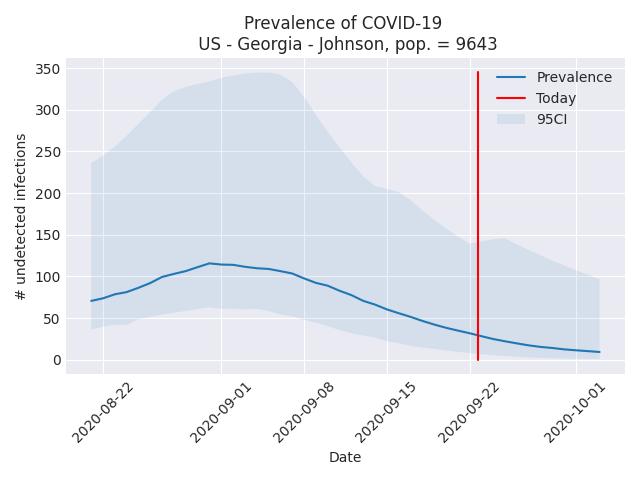 Prevalence of COVID-19
US - Georgia - Johnson, pop. = 9643
350
300
250
200
150
100
50
0
# undetected infections
Prevalence
Today
95CI
2020-08-22
2020-09-01
2020-09-08
2020-09-15
2020-09-22
2020-10-01
Date